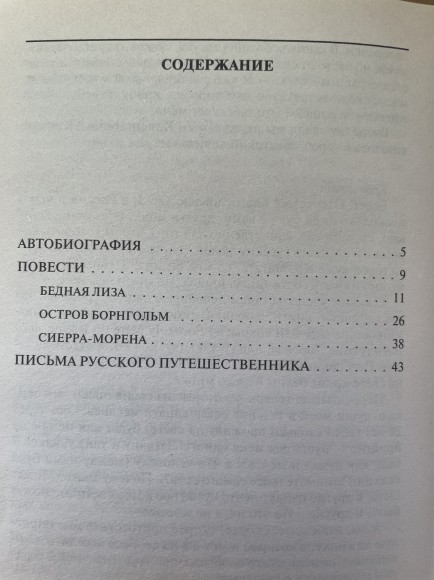 СОДЕРЖАНИЕ
АВТОБИОГРАФИЯ . . . . . . . . . . . . . . . . . . . . . 5
ПОВЕСТИ . . . . . . . . . . . . . . . . . . . . . . . . . . 9
БЕДНАЯ ЛИЗА . . . . . . . . . . . . . . . . . . . . . . 11
ОСТРОВ БОРНГОЛЬМ . . . . . . . . . . . . . . . . . 26
СИЕРРА-МОРЕНА . . . . . . . . . . . . . . . . . . . . 38
ПИСЬМА РУССКОГО ПУТЕШЕСТВЕННИКА . . . . . . . . 43